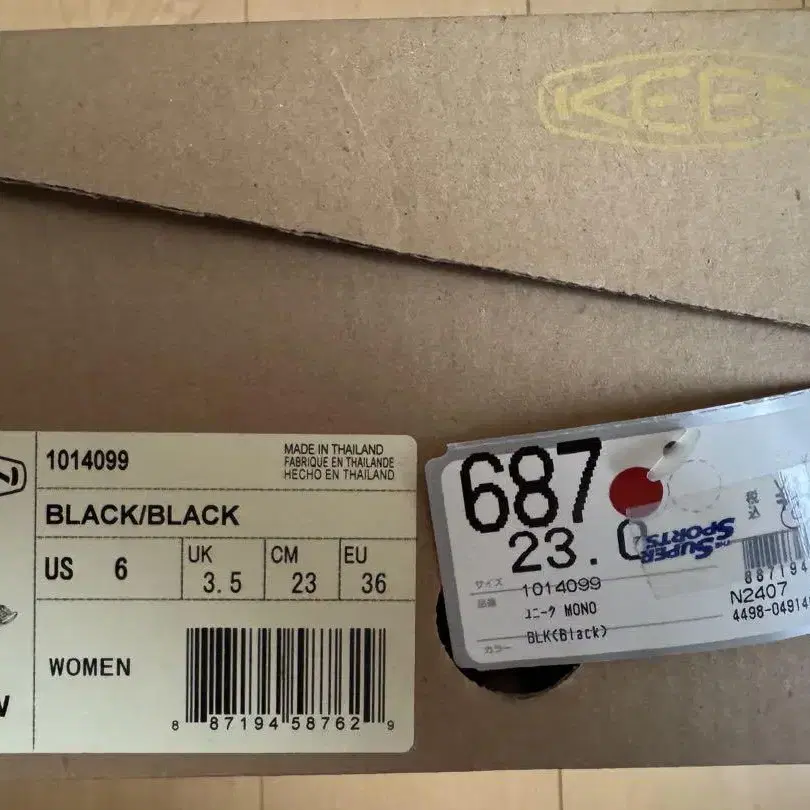 KEEN
1014099
MADE IN THAILAND
FABRIQUE EN THAILANDE
HECHO EN THAILAND
BLACK/BLACK
US 6
UK 3.5
CM 23
EU 36
WOMEN
8 87194 58762 9
687
23.0
SUPER
SPORTS
税込
サイズ
1014099
品番
ユニーク MONO
カラー
BLK(Black)
887194
N2407
4498-04914